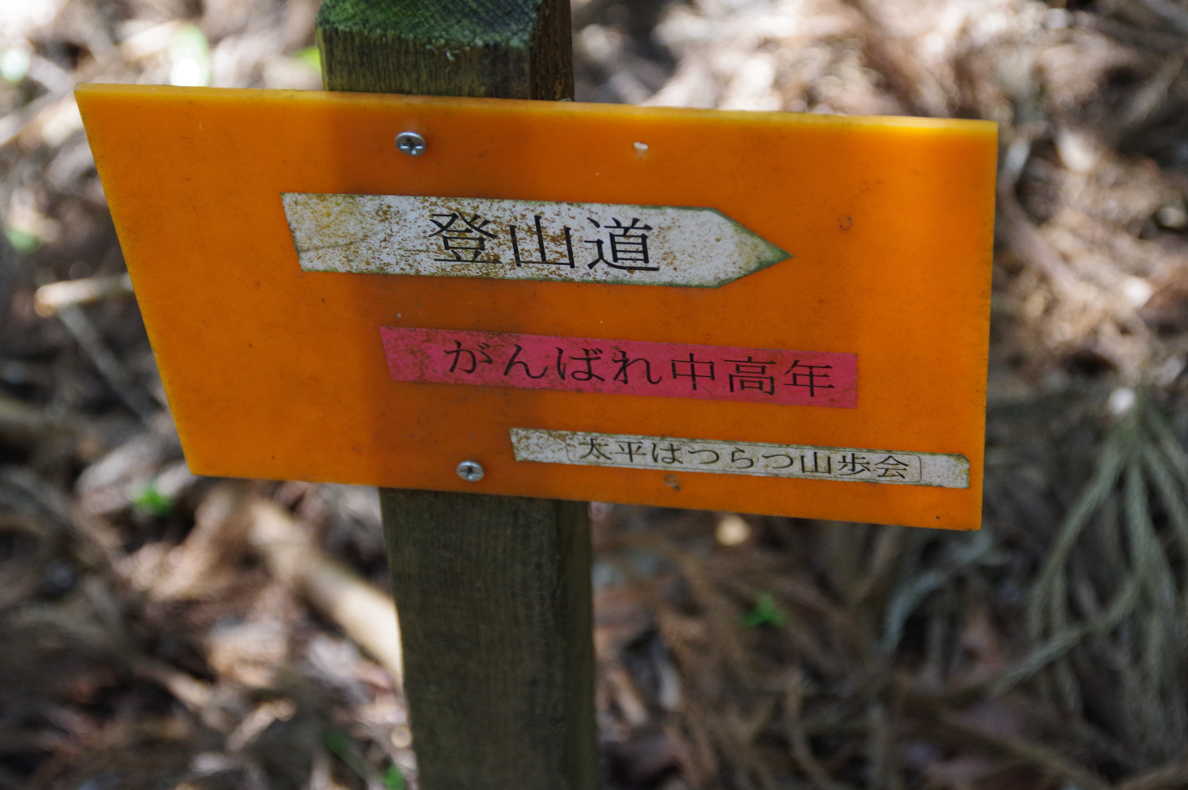 登山道
がんばれ中高年
太平はつらつ山歩会